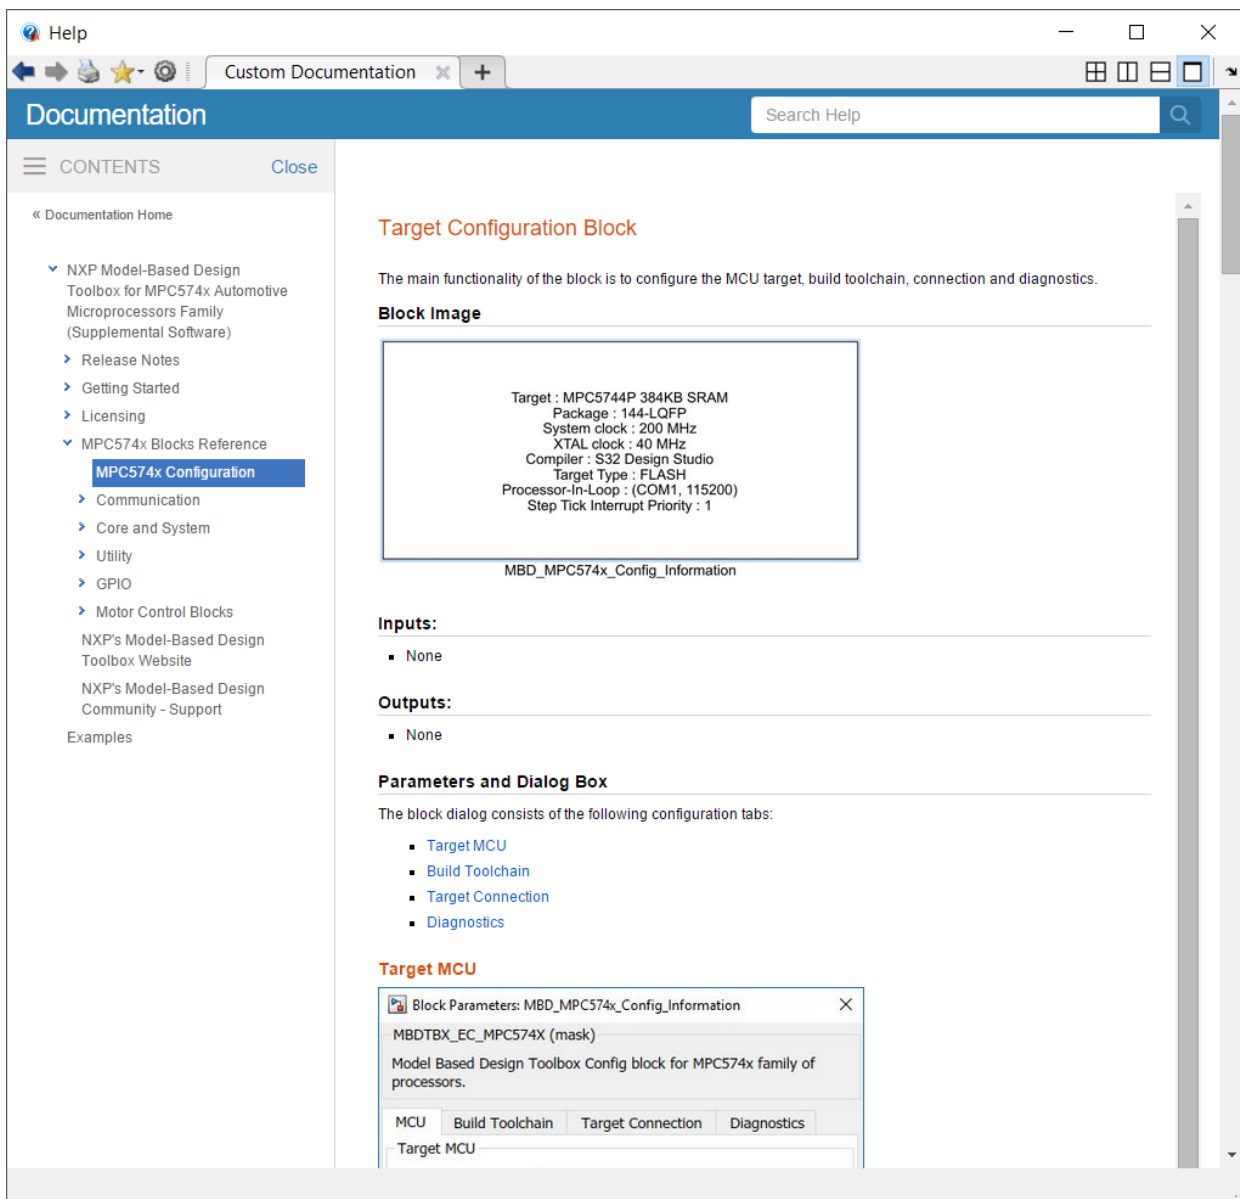 Help
Custom Documentation
Documentation
Search Help
CONTENTS
Close
« Documentation Home
NXP Model-Based Design
Toolbox for MPC574x Automotive
Microprocessors Family
(Supplemental Software)
Release Notes
Getting Started
Licensing
MPC574x Blocks Reference
MPC574x Configuration
Communication
Core and System
Utility
GPIO
Motor Control Blocks
NXP's Model-Based Design
Toolbox Website
NXP's Model-Based Design
Community - Support
Examples
Target Configuration Block
The main functionality of the block is to configure the MCU target, build toolchain, connection and diagnostics.
Block Image
Target : MPC5744P 384KB SRAM
Package : 144-LQFP
System clock : 200 MHz
XTAL clock : 40 MHz
Compiler : S32 Design Studio
Target Type : FLASH
Processor-In-Loop : (COM1, 115200)
Step Tick Interrupt Priority : 1
MBD_MPC574x_Config_Information
Inputs:
None
Outputs:
None
Parameters and Dialog Box
The block dialog consists of the following configuration tabs:
Target MCU
Build Toolchain
Target Connection
Diagnostics
Target MCU
Block Parameters: MBD_MPC574x_Config_Information
MBDTBX_EC_MPC574X (mask)
Model Based Design Toolbox Config block for MPC574x family of
processors.
MCU
Build Toolchain
Target Connection
Diagnostics
Target MCU